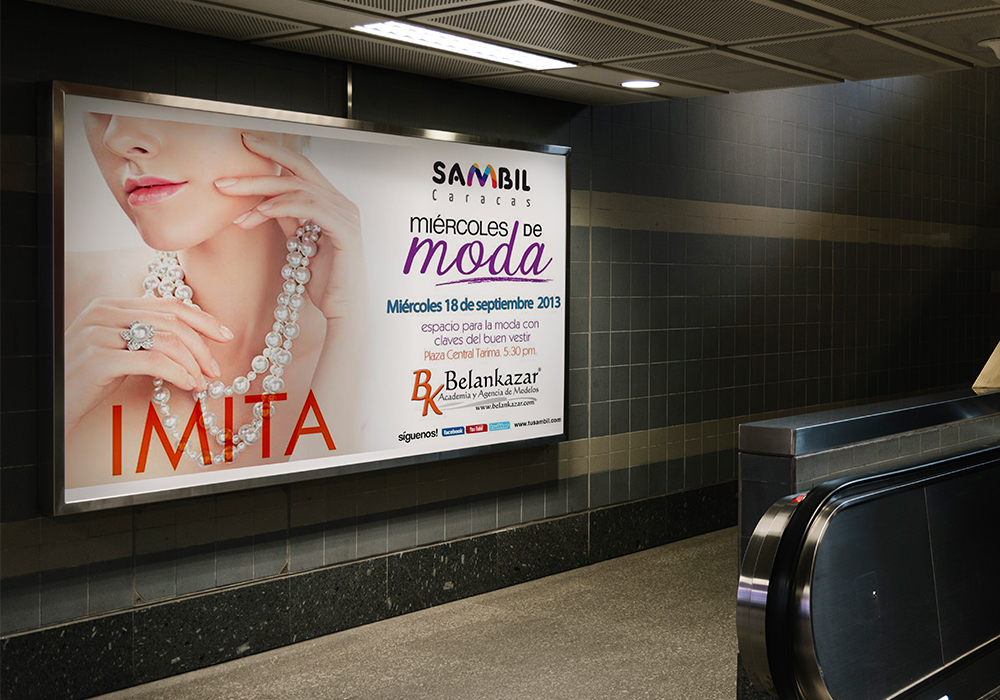 SAMBIL
Caracas
MIÉRCOLES DE
moda
Miércoles 18 de septiembre 2013
espacio para la moda con
claves del buen vestir
Plaza Central Tarima. 5:30 pm.
BK Belankazar®
Academia y Agencia de Modelos
www.belankazar.com
síguenos! facebook You Tube www.tusambil.com
IMITA